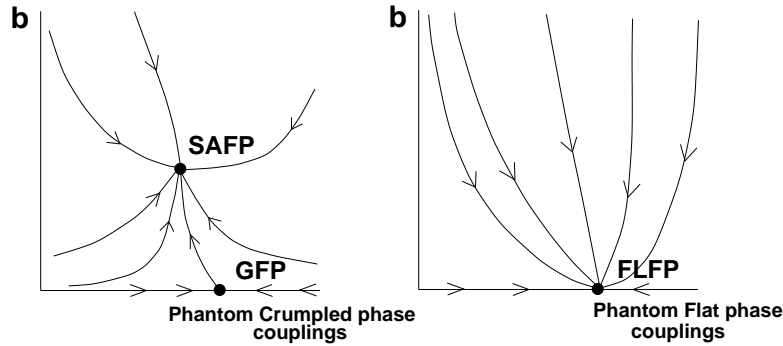 b
SAFP
GFP
Phantom Crumpled phase
couplings
b
FLFP
Phantom Flat phase
couplings